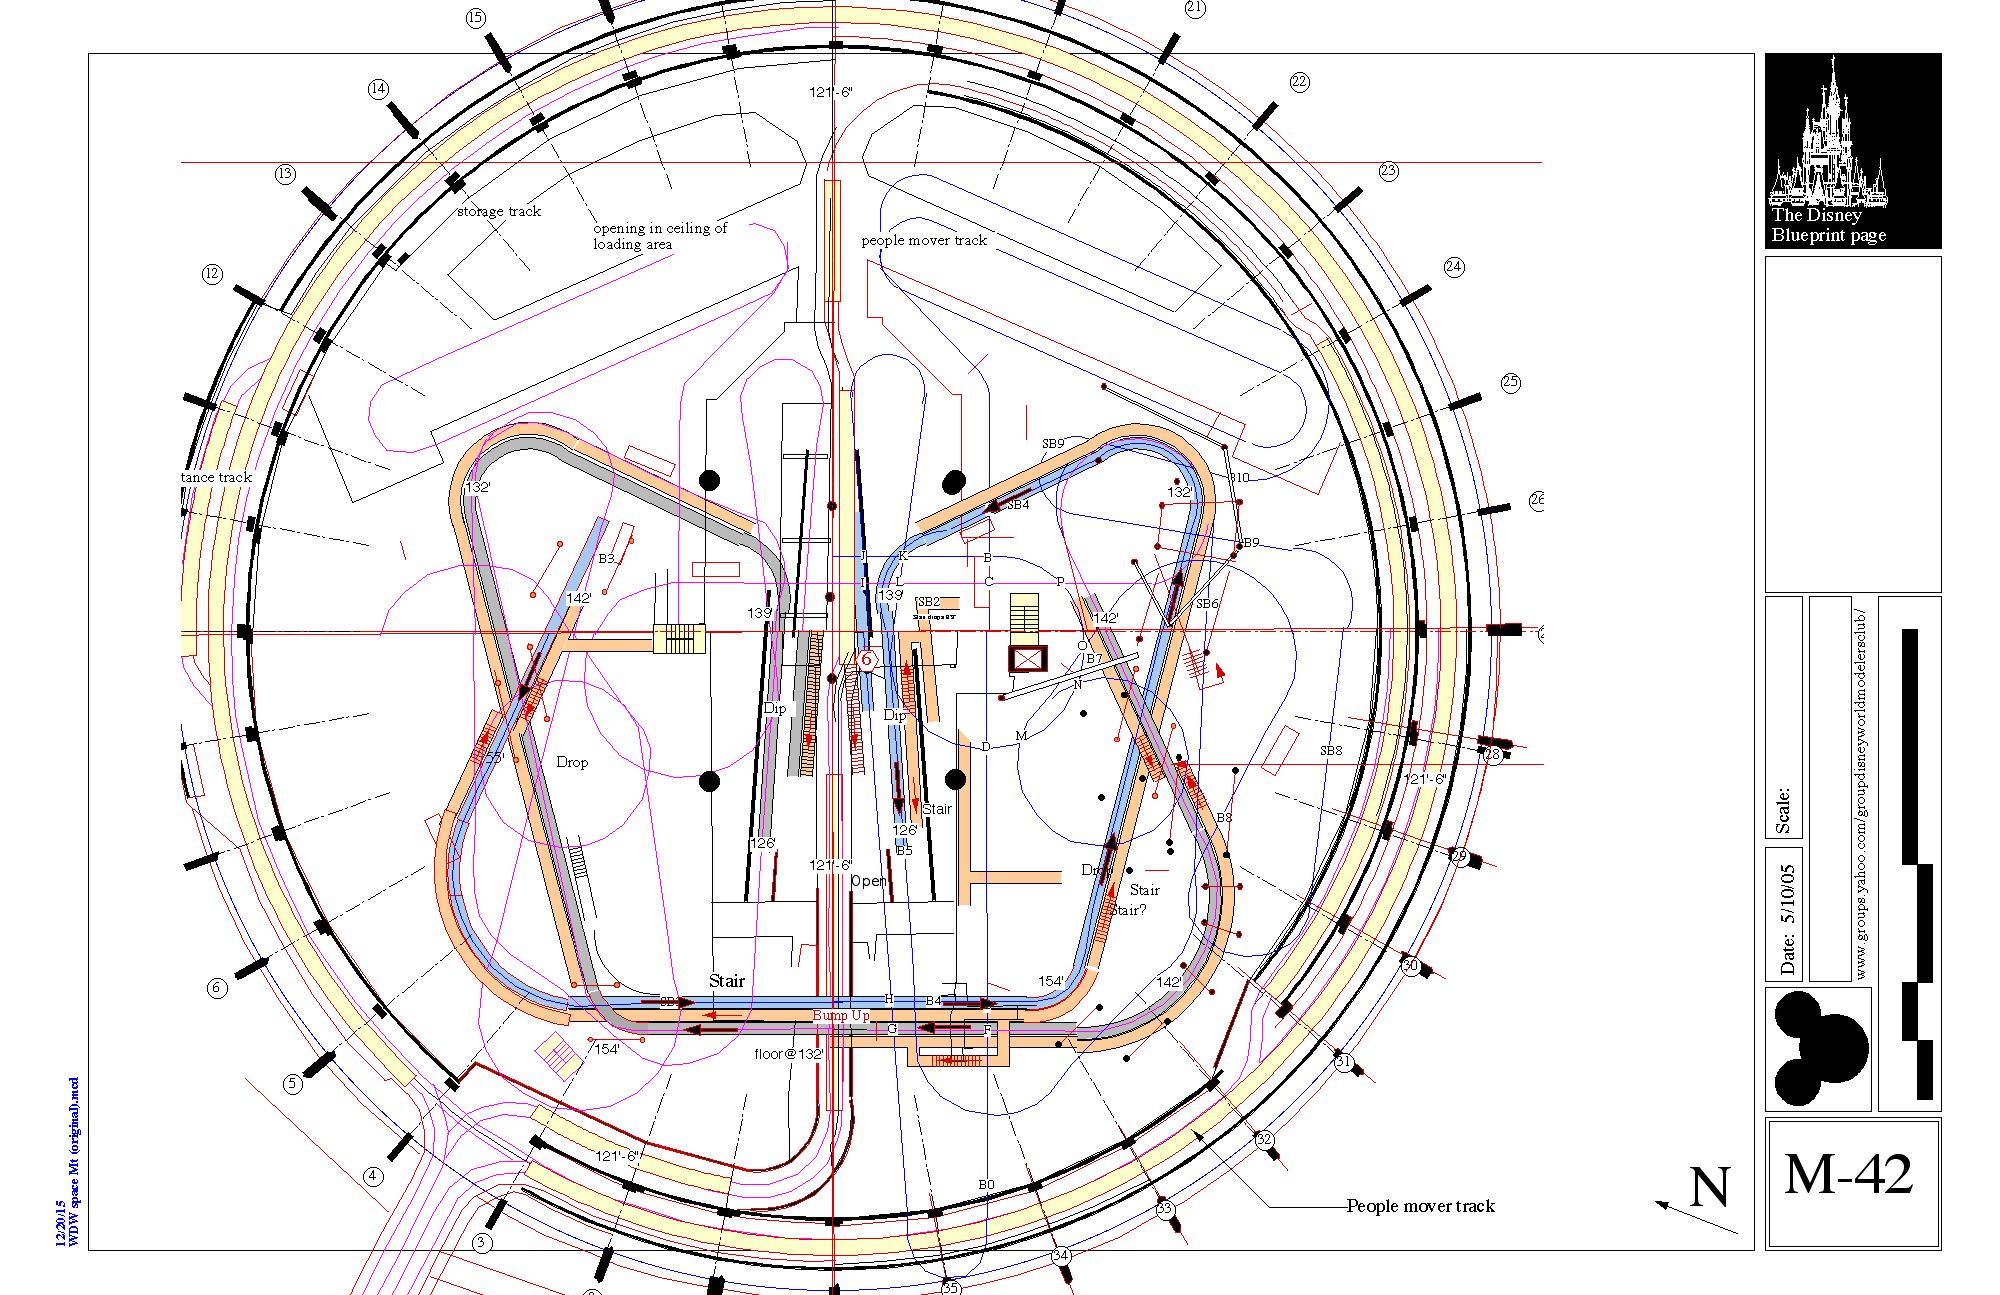 15
21
14
22
121'-6"
13
23
storage track
opening in ceiling of
loading area
people mover track
12
24
25
SB9
tance track
132'
132'
B10
26
SB4
B9
J
K
B
B3
I
L
C
P
142'
139'
139'
SB2
SB6
142'
6
O
B7
N
Dip
Dip
M
D
SB8
28
55'
Drop
121'-6"
Stair
B8
126'
126'
B5
29
121'-6"
Open
Drop
Stair
Stair?
30
6
Stair
154'
142'
H
B4
Bump Up
G
F
154'
floor@132'
31
5
32
121'-6"
4
B0
People mover track
33
3
34
35
The Disney
Blueprint page
Scale:
Date: 5/10/05
www.groups.yahoo.com/groupdisneyworldmodelersclub/
N
M-42
12/20/15
WDW space Mt (original).mcd